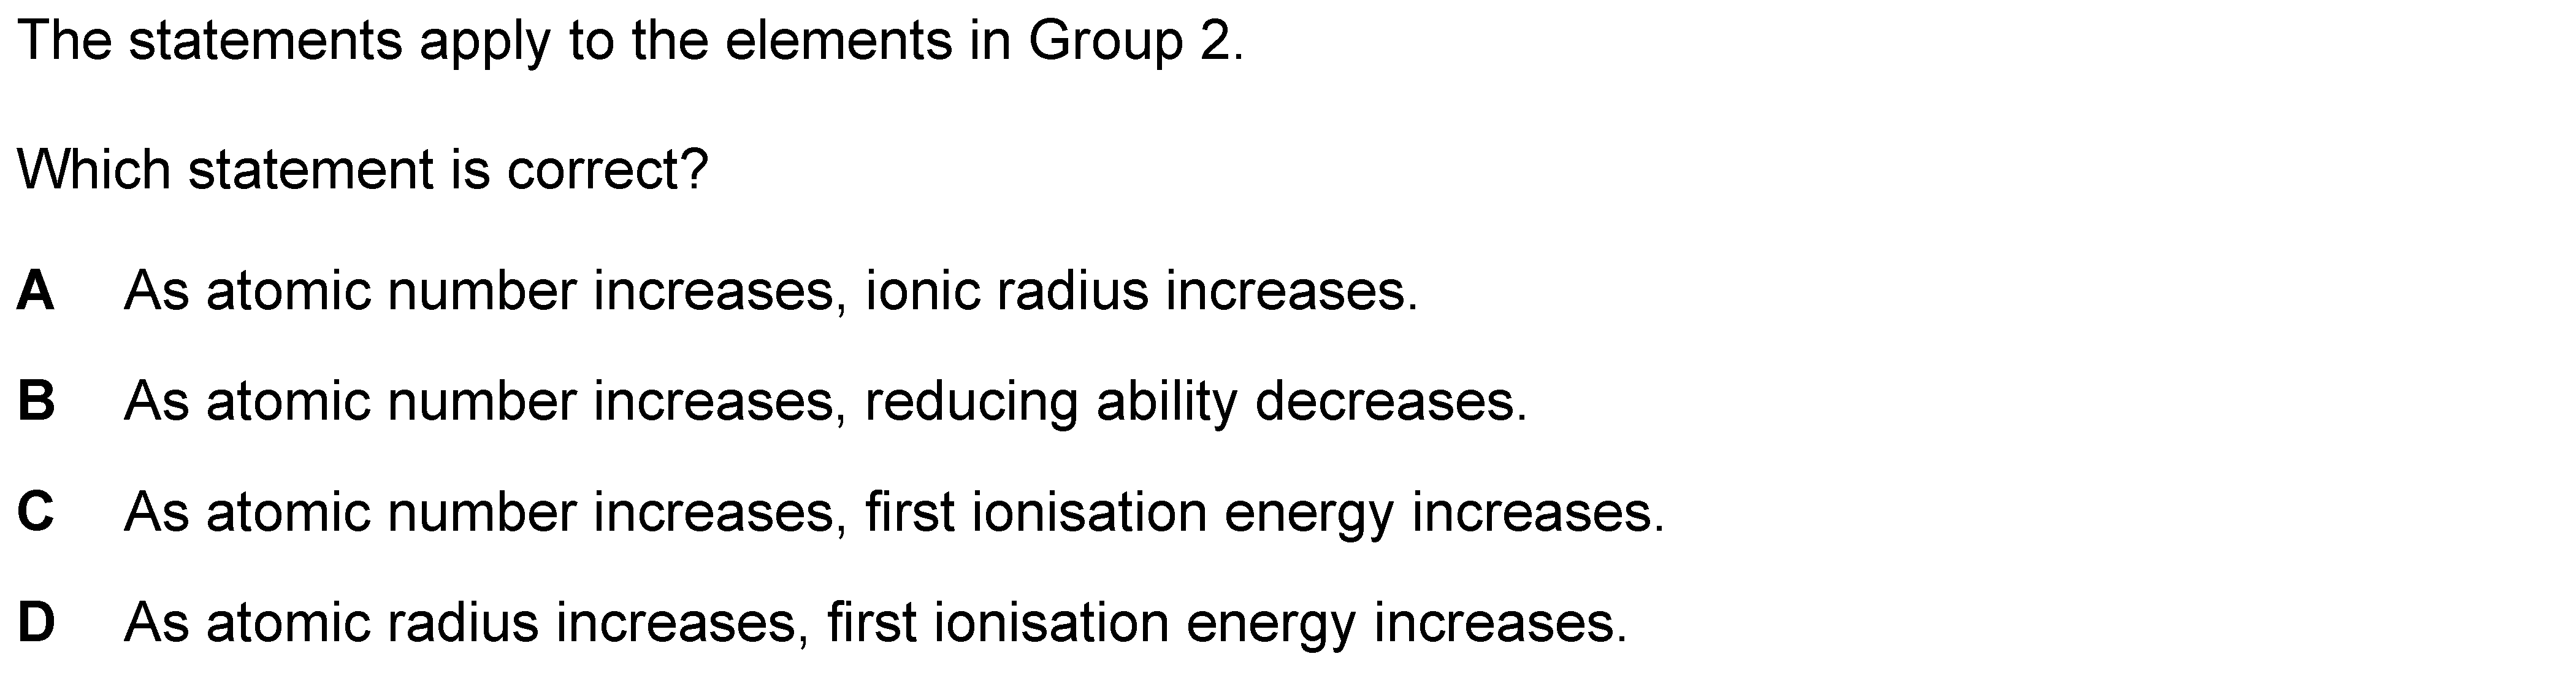 The statements apply to the elements in Group 2.
Which statement is correct?
A As atomic number increases, ionic radius increases.
B As atomic number increases, reducing ability decreases.
C As atomic number increases, first ionisation energy increases.
D As atomic radius increases, first ionisation energy increases.